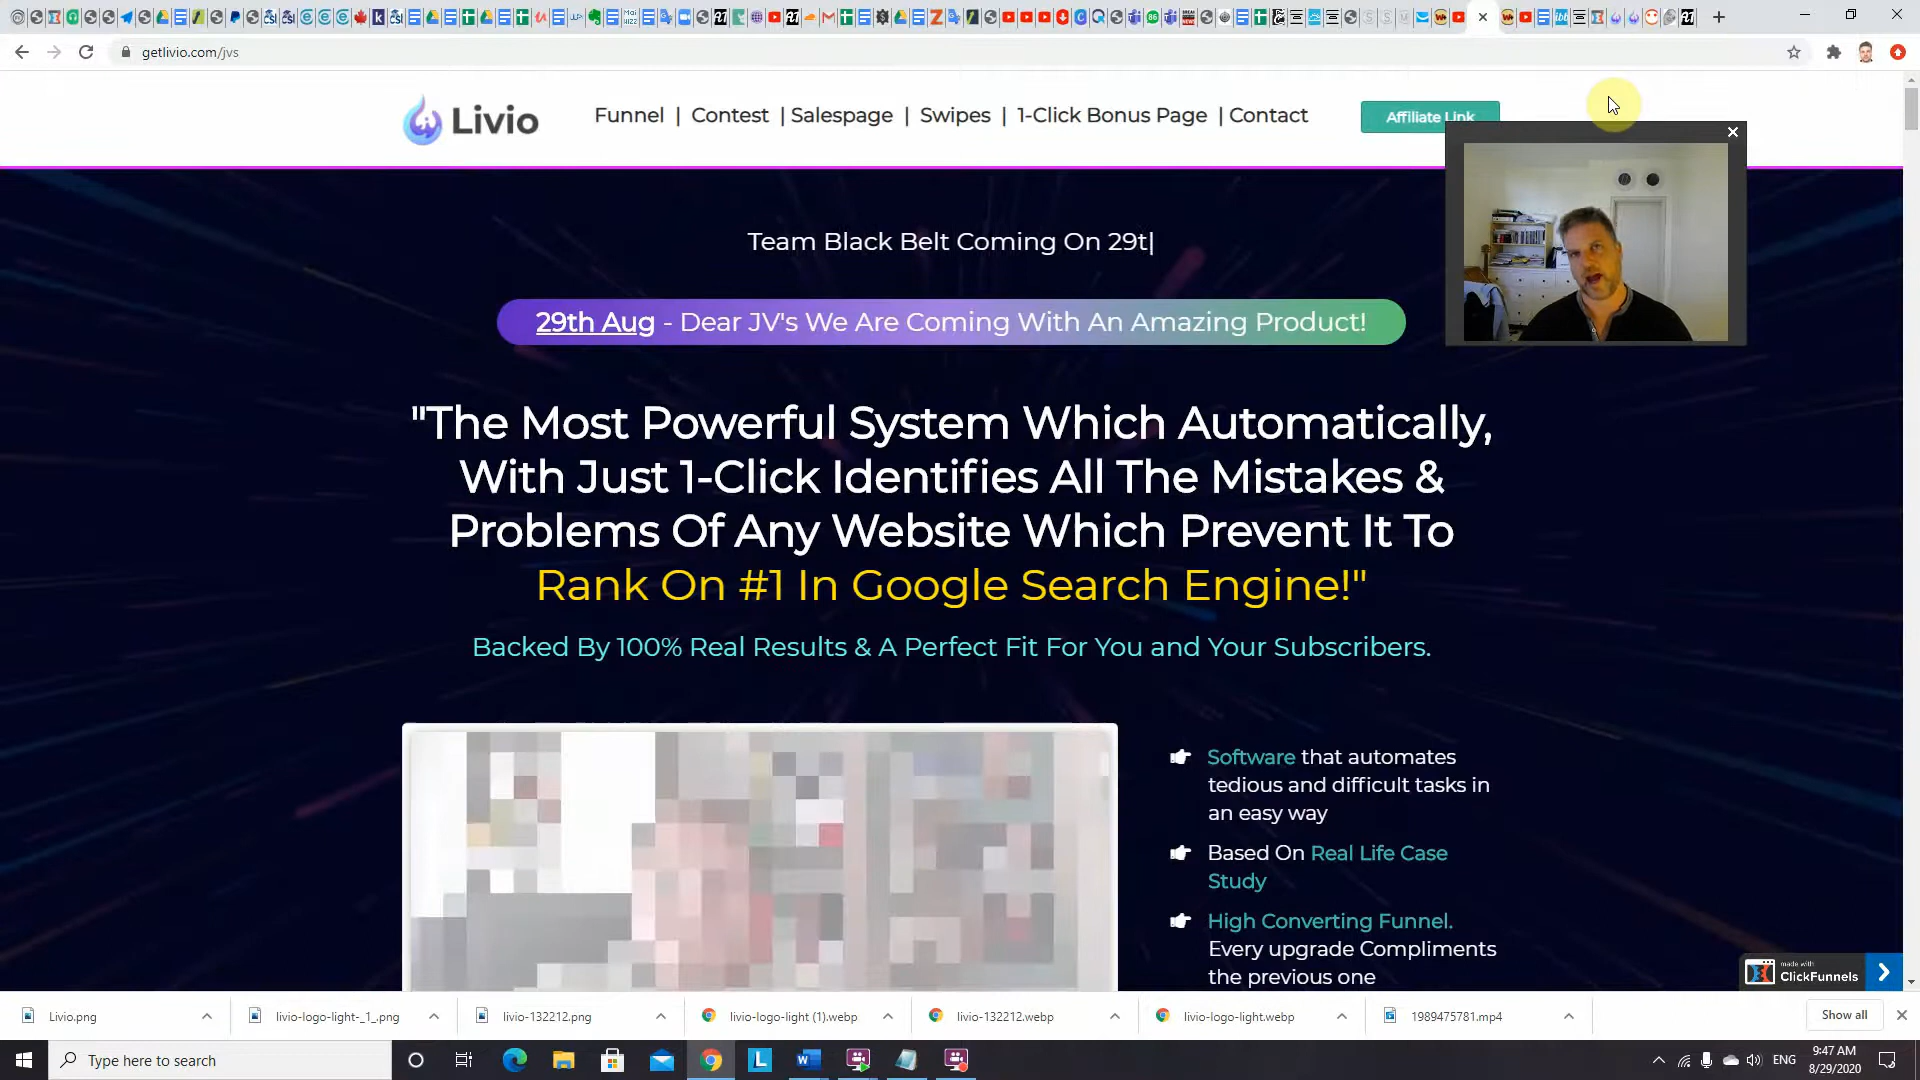 getlivio.com/jvs
Livio
Funnel | Contest | Salespage | Swipes | 1-Click Bonus Page | Contact
Affiliate Link
Team Black Belt Coming On 29t|
29th Aug - Dear JV's We Are Coming With An Amazing Product!
"The Most Powerful System Which Automatically,
With Just 1-Click Identifies All The Mistakes &
Problems Of Any Website Which Prevent It To
Rank On #1 In Google Search Engine!"
Backed By 100% Real Results & A Perfect Fit For You and Your Subscribers.
Software that automates
tedious and difficult tasks in
an easy way
Based On Real Life Case
Study
High Converting Funnel.
Every upgrade Compliments
the previous one
made with
ClickFunnels
Livio.png
livio-logo-light-_1_.png
livio-132212.png
livio-logo-light (1).webp
livio-132212.webp
livio-logo-light.webp
1989475781.mp4
Show all
Type here to search
ENG
9:47 AM
8/29/2020